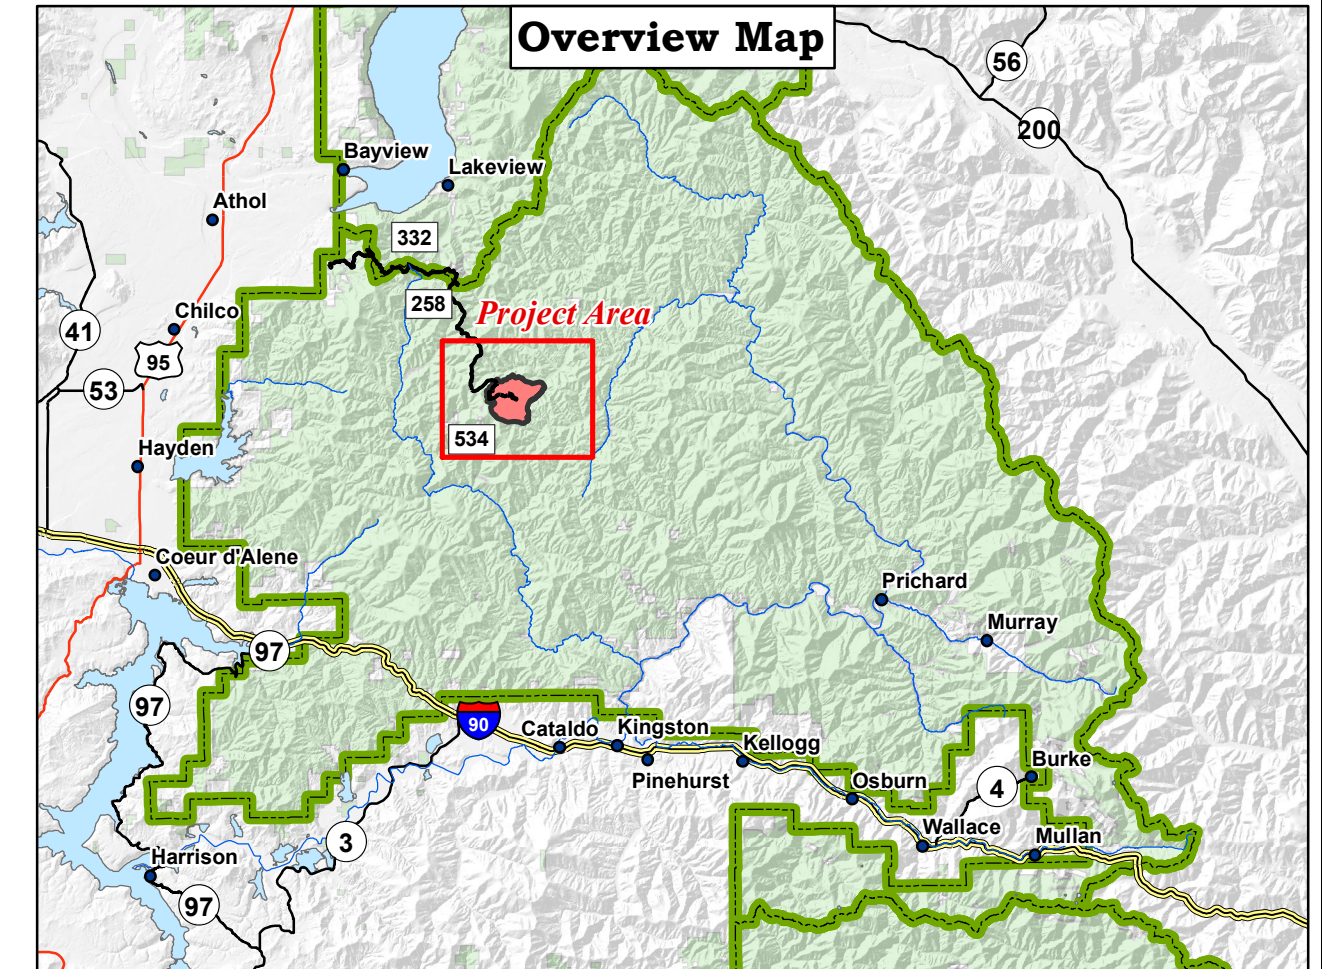 Overview Map
56
200
Bayview
Lakeview
Athol
332
258
Project Area
Chilco
41
95
53
534
Hayden
Coeur d'Alene
Prichard
Murray
97
97
90
Cataldo
Kingston
Kellogg
Pinehurst
Burke
Osburn
4
Wallace
Mullan
3
Harrison
97